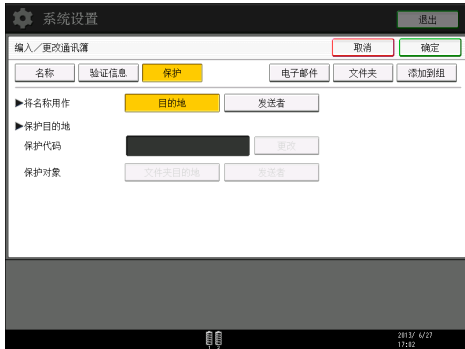 系统设置
退出
编入／更改通讯簿
取消
确定
名称
验证信息
保护
电子邮件
文件夹
添加到组
▶将名称用作
目的地
发送者
▶保护目的地
保护代码
更改
保护对象
文件夹目的地
发送者
2013/ 6/27
17:02